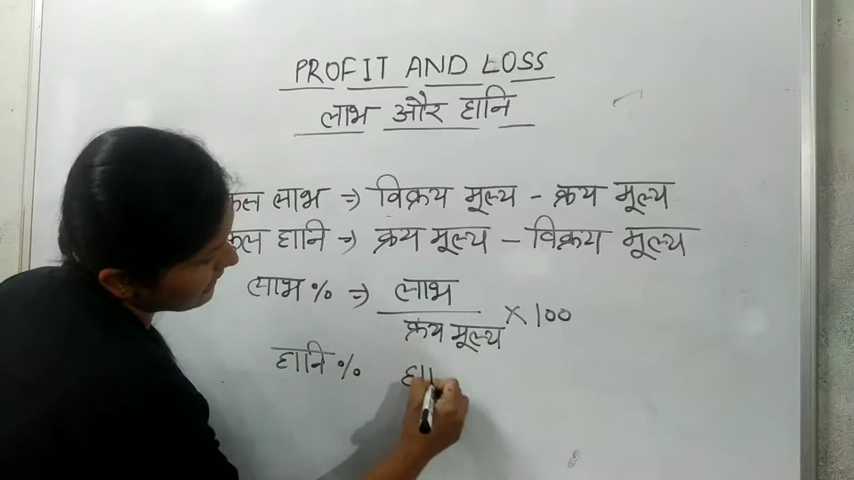 PROFIT AND LOSS
लाभ और हानि
कुल लाभ => विक्रय मूल्य - क्रय मूल्य
कुल हानि => क्रय मूल्य - विक्रय मूल्य
लाभ % => लाभ
क्रय मूल्य × 100
हानि % हा